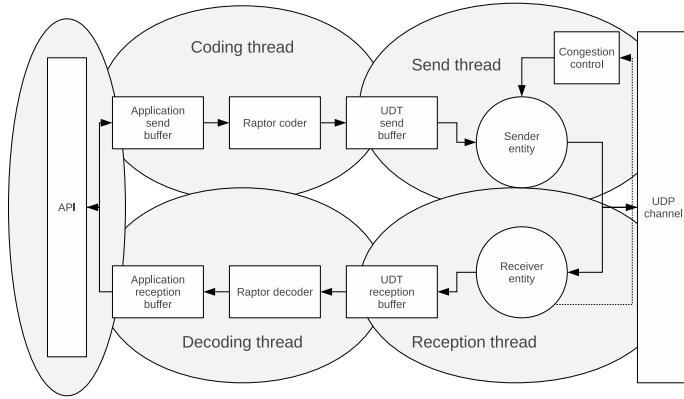 Coding thread
Send thread
Congestion
control
Application
send
buffer
Raptor coder
UDT
send
buffer
Sender
entity
API
UDP
channel
Application
reception
buffer
Raptor decoder
UDT
reception
buffer
Receiver
entity
Decoding thread
Reception thread